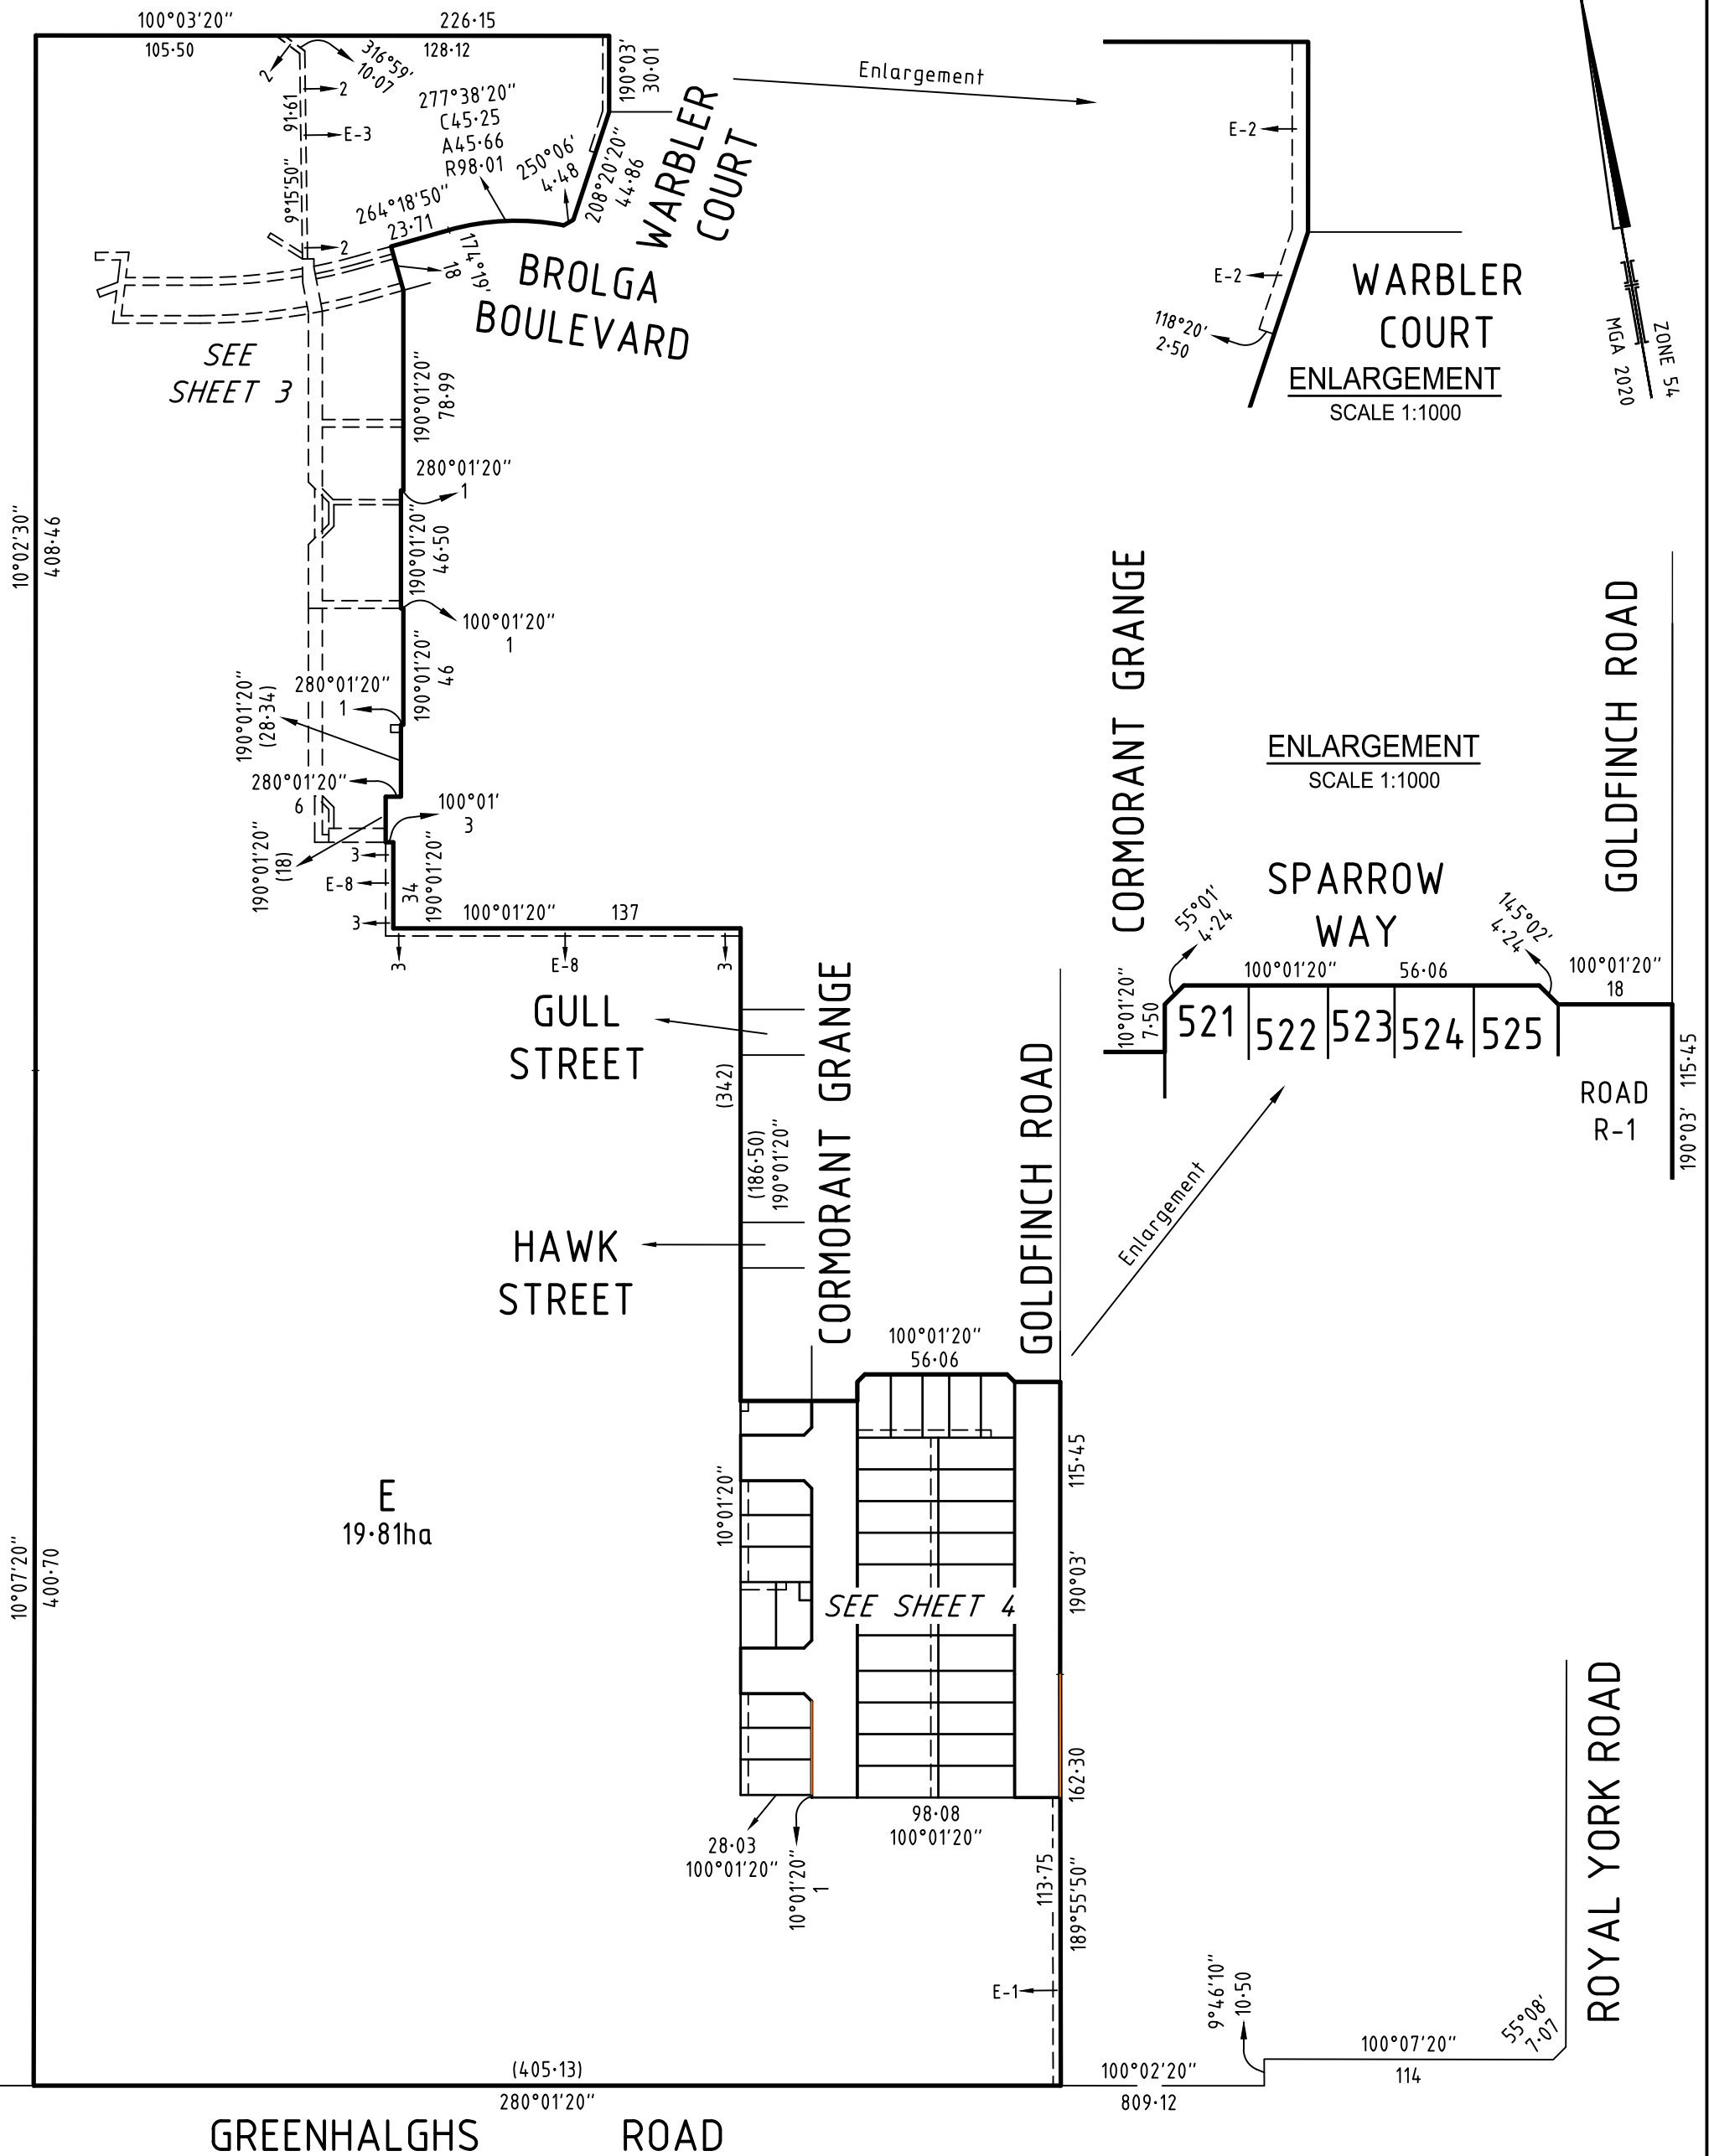 100°03'20" 226·15
105·50 128·12
316°59'
10·07
2
2
91·61
9°15'50"
E-3
2
277°38'20"
C45·25
A45·66
R98·01
250°06'
4·48
190°03'
30·01
208°20'20"
44·86
264°18'50"
23·71
174°19'
18
WARBLER
COURT
BROLGA
BOULEVARD
SEE
SHEET 3
Enlargement
E-2
E-2
118°20'
2·50
WARBLER
COURT
ENLARGEMENT
SCALE 1:1000
MGA 2020
ZONE 54
10°02'30"
408·46
190°01'20"
78·99
280°01'20"
1
190°01'20"
46·50
100°01'20"
1
190°01'20"
46
280°01'20"
1
190°01'20"
(28·34)
280°01'20"
6
100°01'
3
190°01'20"
(18)
3
E-8
3
34
190°01'20"
100°01'20" 137
3
E-8
3
CORMORANT GRANGE
GOLDFINCH ROAD
ENLARGEMENT
SCALE 1:1000
SPARROW
WAY
55°01'
4·24
145°02'
4·24
100°01'20" 56·06
100°01'20"
18
10°01'20"
7·50
521 522 523 524 525
ROAD
R-1
190°03' 115·45
GULL
STREET
(342)
(186·50)
190°01'20"
CORMORANT GRANGE
GOLDFINCH ROAD
Enlargement
HAWK
STREET
100°01'20"
56·06
E
19·81ha
10°01'20"
115·45
190°03'
SEE SHEET 4
10°07'20"
400·70
162·30
98·08
100°01'20"
28·03
100°01'20"
10°01'20"
1
113·75
189°55'50"
E-1
ROYAL YORK ROAD
9°46'10"
10·50
55°08'
7·07
100°07'20"
114
100°02'20"
809·12
(405·13)
280°01'20"
GREENHALGHS ROAD